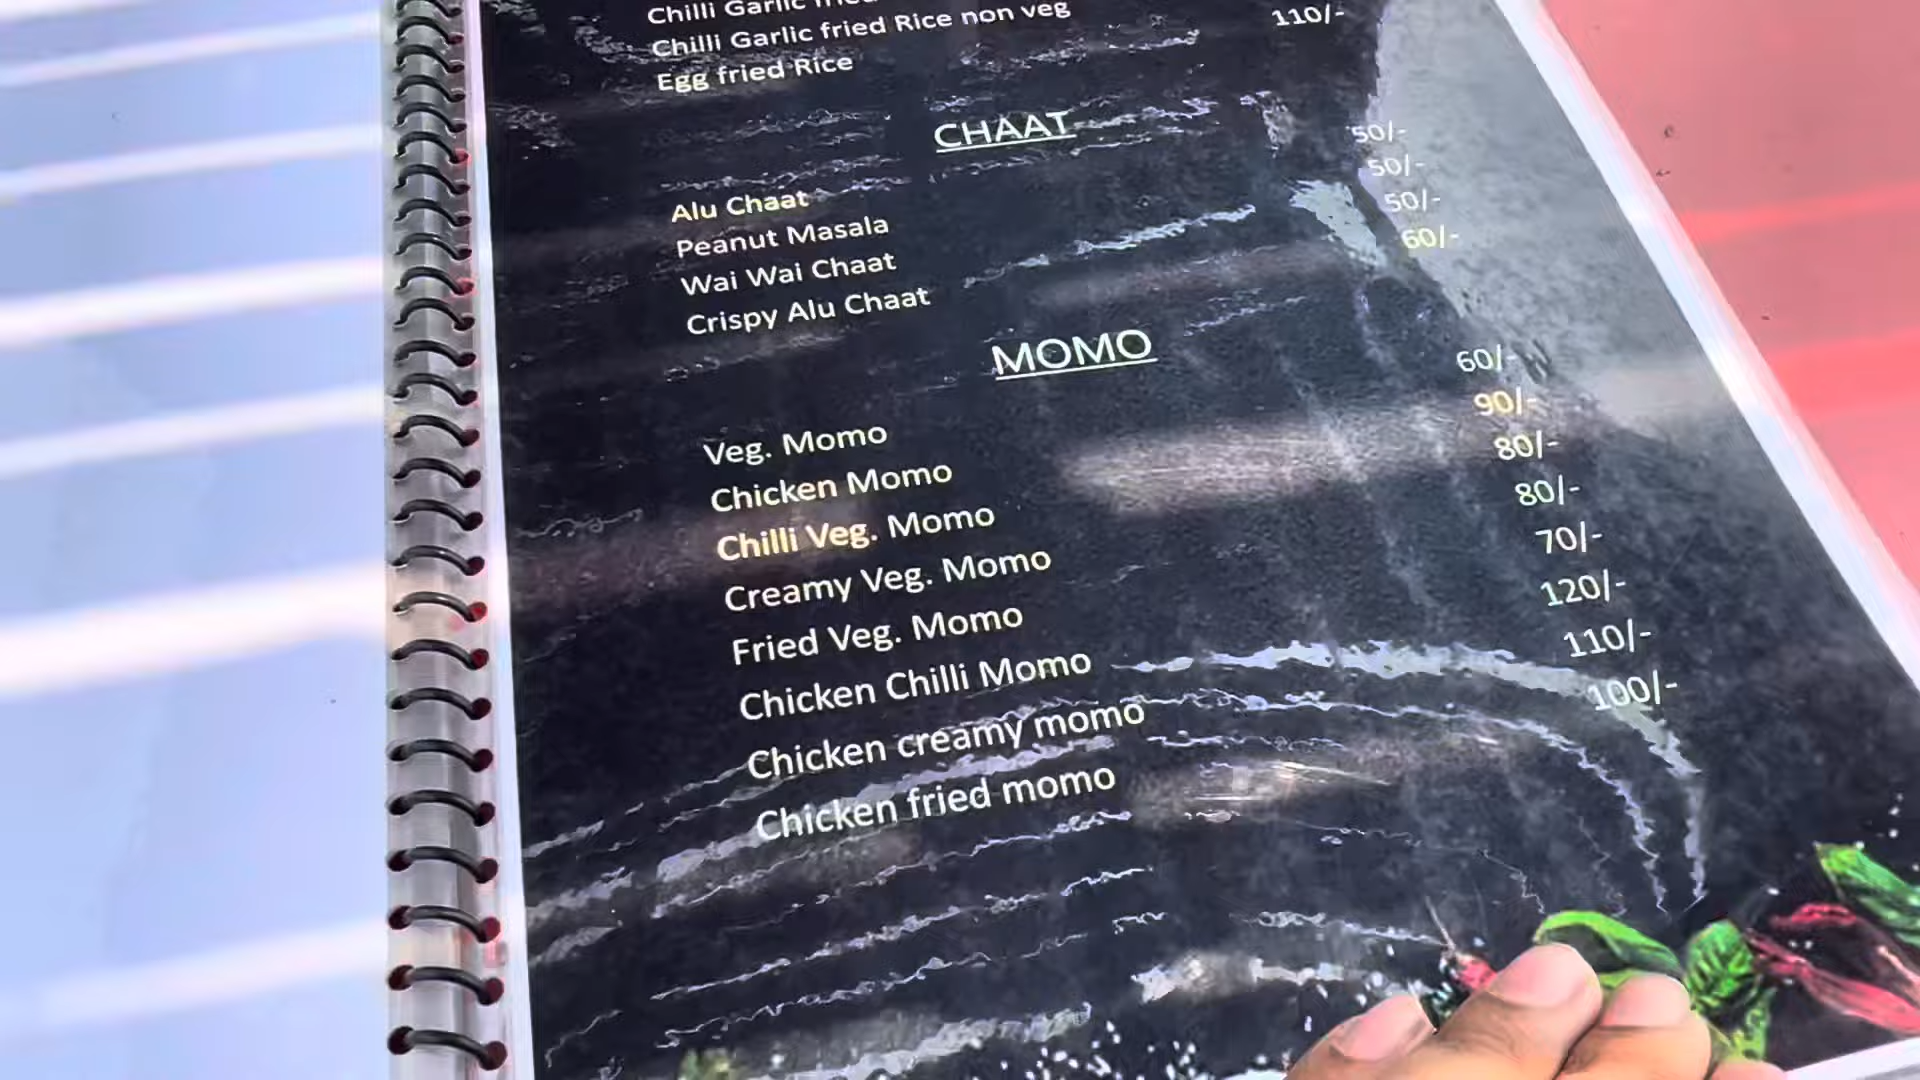 Chilli Garlic
Chilli Garlic fried Rice non veg
Egg fried Rice 110/-
CHAAT
Alu Chaat 50/-
Peanut Masala 50/-
Wai Wai Chaat 50/-
Crispy Alu Chaat 60/-
MOMO
Veg. Momo 60/-
Chicken Momo 90/-
Chilli Veg. Momo 80/-
Creamy Veg. Momo 80/-
Fried Veg. Momo 70/-
Chicken Chilli Momo 120/-
Chicken creamy momo 110/-
Chicken fried momo 100/-